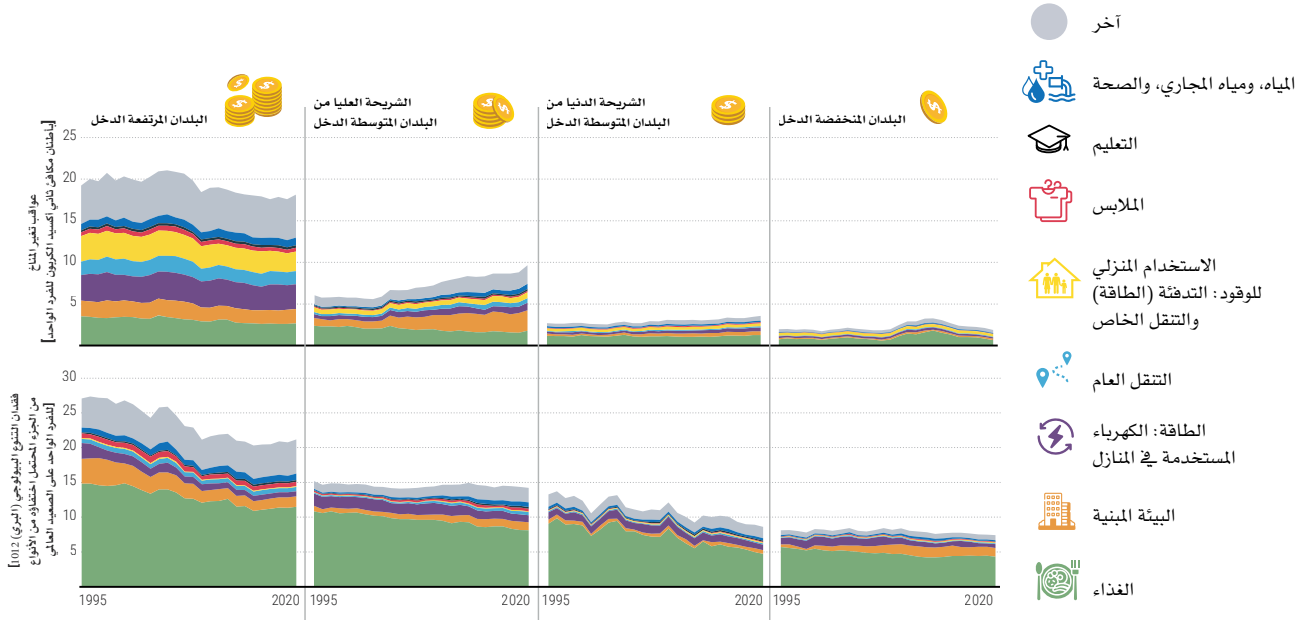 البلدان المرتفعة الدخل
الشريحة العليا من
البلدان المتوسطة الدخل
الشريحة الدنيا من
البلدان المتوسطة الدخل
البلدان المنخفضة الدخل
عواقب تغير المناخ
[باطنان مكافئ ثاني أكسيد الكربون للفرد الواحد]
25
20
15
10
5
فقدان التنوع البيولوجي (البري) 1012]
من الجزء المحتمل اختفاؤه من الأنواع
للفرد الواحد على الصعيد العالمي]
30
25
20
15
10
5
1995
2020
1995
2020
1995
2020
1995
2020
آخر
المياه، ومياه المجاري، والصحة
التعليم
الملابس
الاستخدام المنزلي
للوقود: التدفئة (الطاقة)
والتنقل الخاص
التنقل العام
الطاقة: الكهرباء
المستخدمة في المنازل
البيئة المبنية
الغذاء